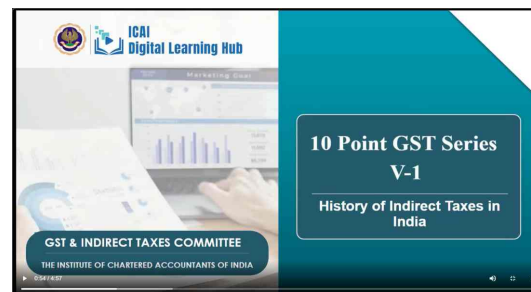 ICAI
Digital Learning Hub
Marketing Goal
10 Point GST Series
V-1
History of Indirect Taxes in
India
GST & INDIRECT TAXES COMMITTEE
THE INSTITUTE OF CHARTERED ACCOUNTANTS OF INDIA
0:54 / 4:57